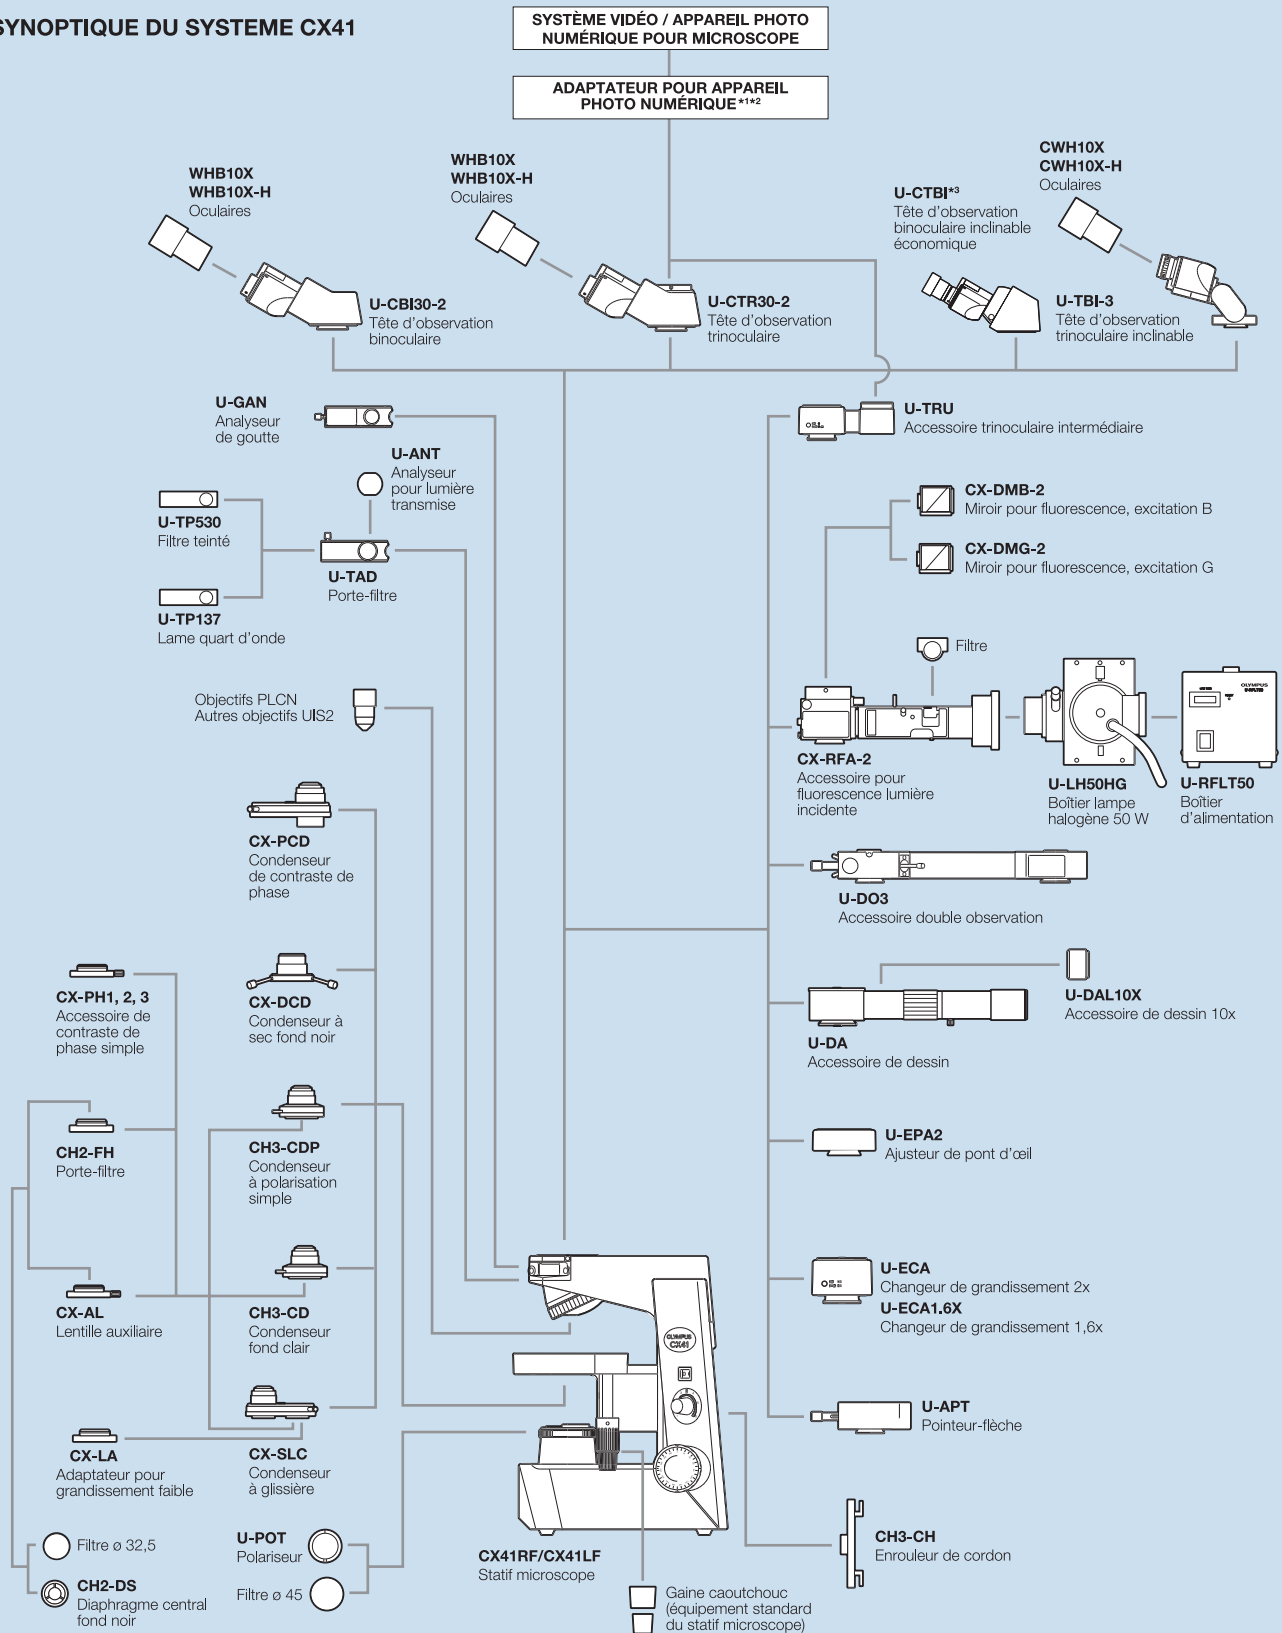 SYNOPTIQUE DU SYSTEME CX41
SYSTÈME VIDÉO / APPAREIL PHOTO
NUMÉRIQUE POUR MICROSCOPE
ADAPTATEUR POUR APPAREIL
PHOTO NUMÉRIQUE*1*2
WHB10X
WHB10X-H
Oculaires
WHB10X
WHB10X-H
Oculaires
CWH10X
CWH10X-H
Oculaires
U-CTBI*3
Tête d'observation
binoculaire inclinable
économique
U-CBI30-2
Tête d'observation
binoculaire
U-CTR30-2
Tête d'observation
trinoculaire
U-TBI-3
Tête d'observation
trinoculaire inclinable
U-GAN
Analyseur
de goutte
U-ANT
Analyseur
pour lumière
transmise
U-TRU
Accessoire trinoculaire intermédiaire
U-TP530
Filtre teinté
U-TAD
Porte-filtre
U-TP137
Lame quart d'onde
CX-DMB-2
Miroir pour fluorescence, excitation B
CX-DMG-2
Miroir pour fluorescence, excitation G
Filtre
Objectifs PLCN
Autres objectifs UIS2
OLYMPUS
CX-RFA-2
Accessoire pour
fluorescence lumière
incidente
U-LH50HG
Boîtier lampe
halogène 50 W
U-RFLT50
Boîtier
d'alimentation
CX-PCD
Condenseur
de contraste de
phase
U-DO3
Accessoire double observation
CX-PH1, 2, 3
Accessoire de
contraste de
phase simple
CX-DCD
Condenseur à
sec fond noir
U-DAL10X
Accessoire de dessin 10x
U-DA
Accessoire de dessin
CH2-FH
Porte-filtre
CH3-CDP
Condenseur
à polarisation
simple
U-EPA2
Ajusteur de pont d'œil
CX-AL
Lentille auxiliaire
CH3-CD
Condenseur
fond clair
U-ECA
Changeur de grandissement 2x
U-ECA1.6X
Changeur de grandissement 1,6x
OLYMPUS
CX41
U-APT
Pointeur-flèche
CX-LA
Adaptateur pour
grandissement faible
CX-SLC
Condenseur
à glissière
Filtre ø 32,5
CH2-DS
Diaphragme central
fond noir
U-POT
Polariseur
Filtre ø 45
CX41RF/CX41LF
Statif microscope
CH3-CH
Enrouleur de cordon
Gaine caoutchouc
(équipement standard
du statif microscope)